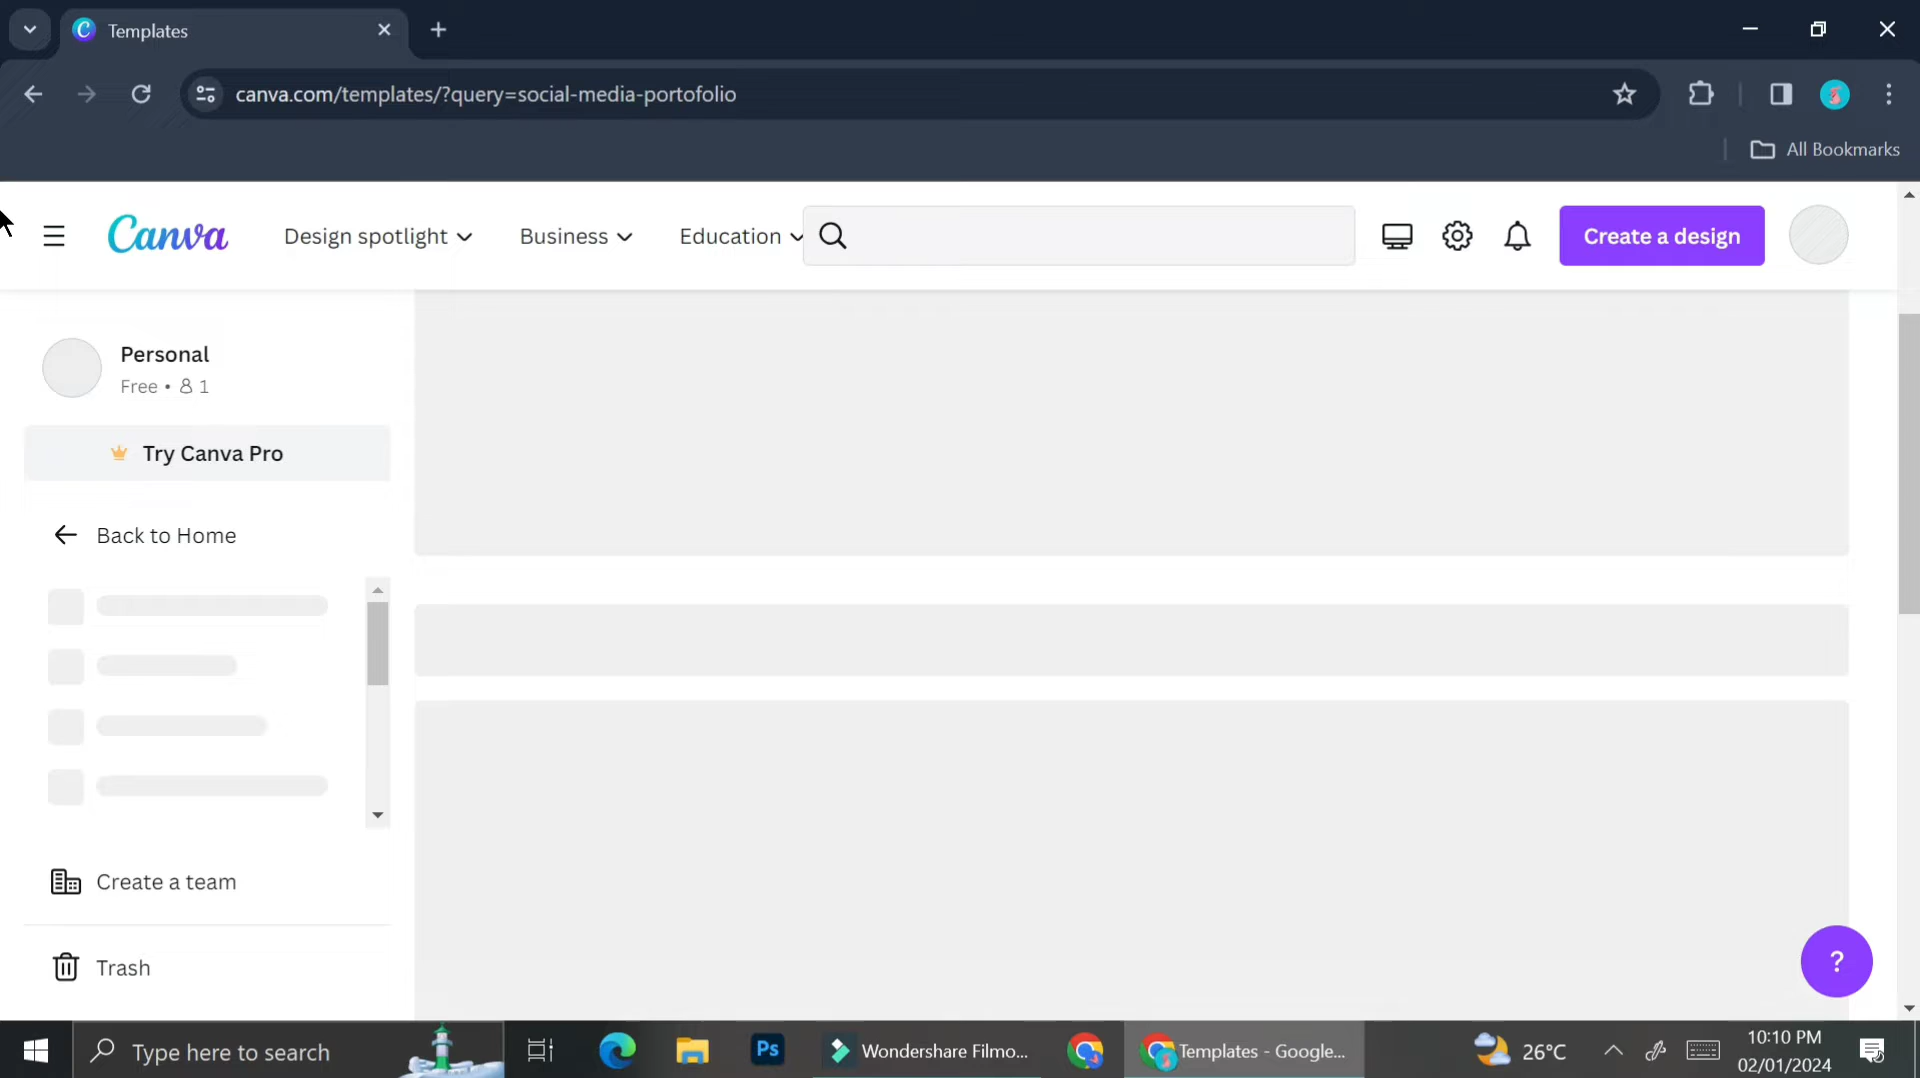 Templates
canva.com/templates/?query=social-media-portofolio
All Bookmarks
Canva
Design spotlight
Business
Education
Create a design
Personal
Free • 1
Try Canva Pro
Back to Home
Create a team
Trash
?
Type here to search
Ps
Wondershare Filmo...
Templates - Google...
26°C
10:10 PM
02/01/2024